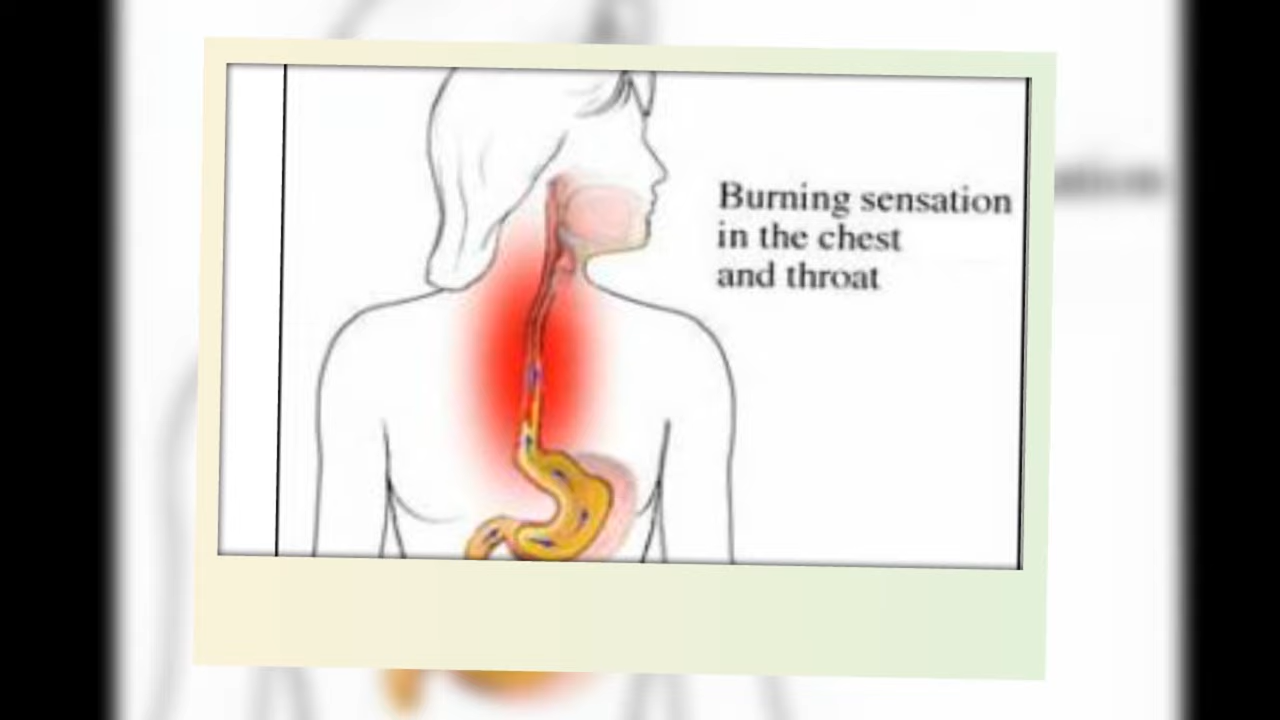 Burning sensation
in the chest
and throat